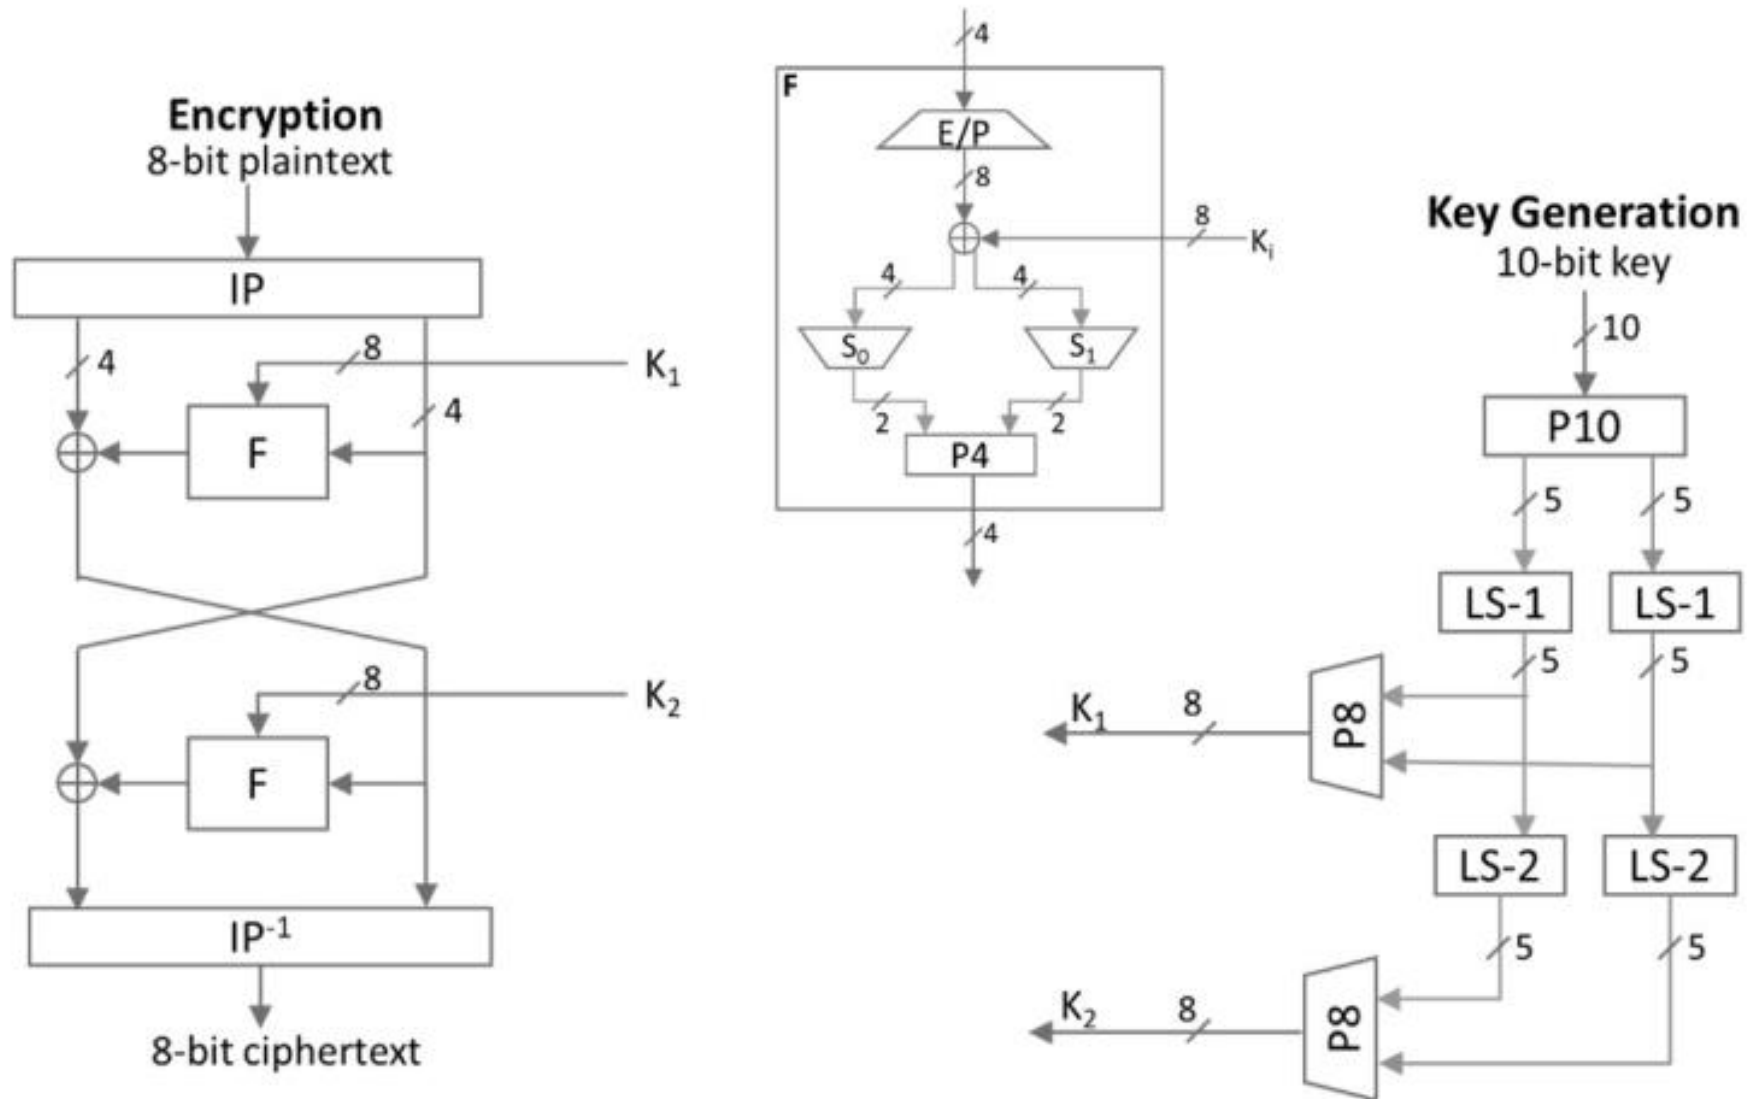 Encryption
8-bit plaintext
IP
4
8
K₁
4
F
8
K₂
F
IP⁻¹
8-bit ciphertext
4
F
E/P
8
8
Kᵢ
4
4
S₀
S₁
2
2
P4
4
Key Generation
10-bit key
10
P10
5
5
LS-1
LS-1
5
5
K₁
8
P8
LS-2
LS-2
5
5
K₂
8
P8